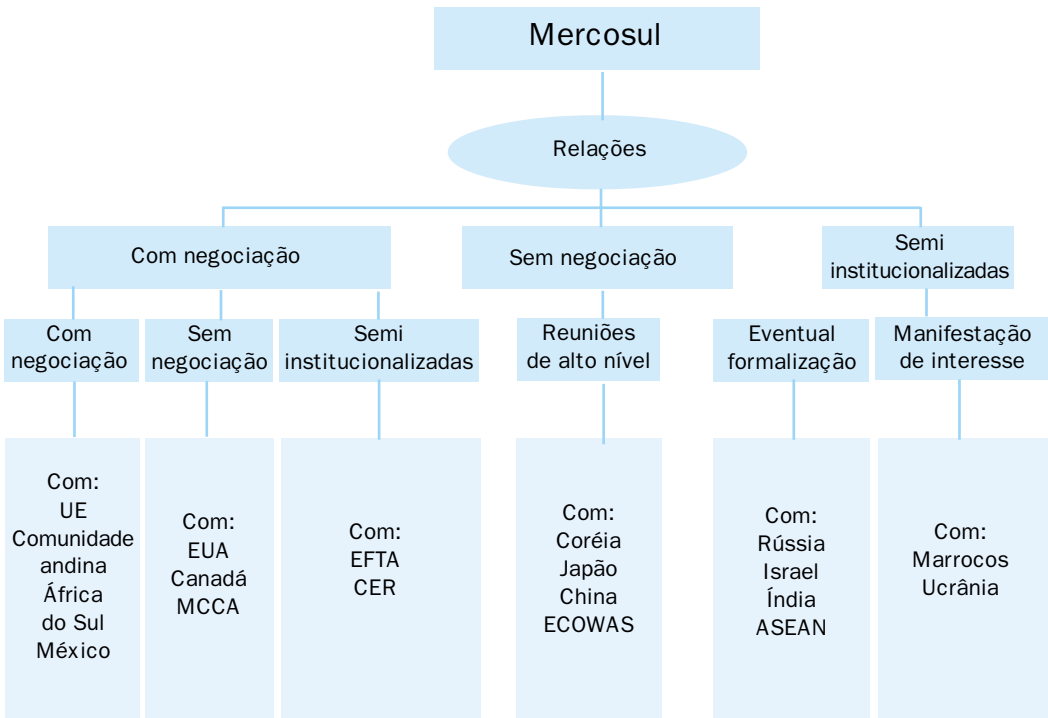 Mercosul
Relações
Com negociação
Sem negociação
Semi
institucionalizadas
Com
negociação
Sem
negociação
Semi
institucionalizadas
Reuniões
de alto nível
Eventual
formalização
Manifestação
de interesse
Com:
UE
Comunidade
andina
África
do Sul
México
Com:
EUA
Canadá
MCCA
Com:
EFTA
CER
Com:
Coréia
Japão
China
ECOWAS
Com:
Rússia
Israel
Índia
ASEAN
Com:
Marrocos
Ucrânia